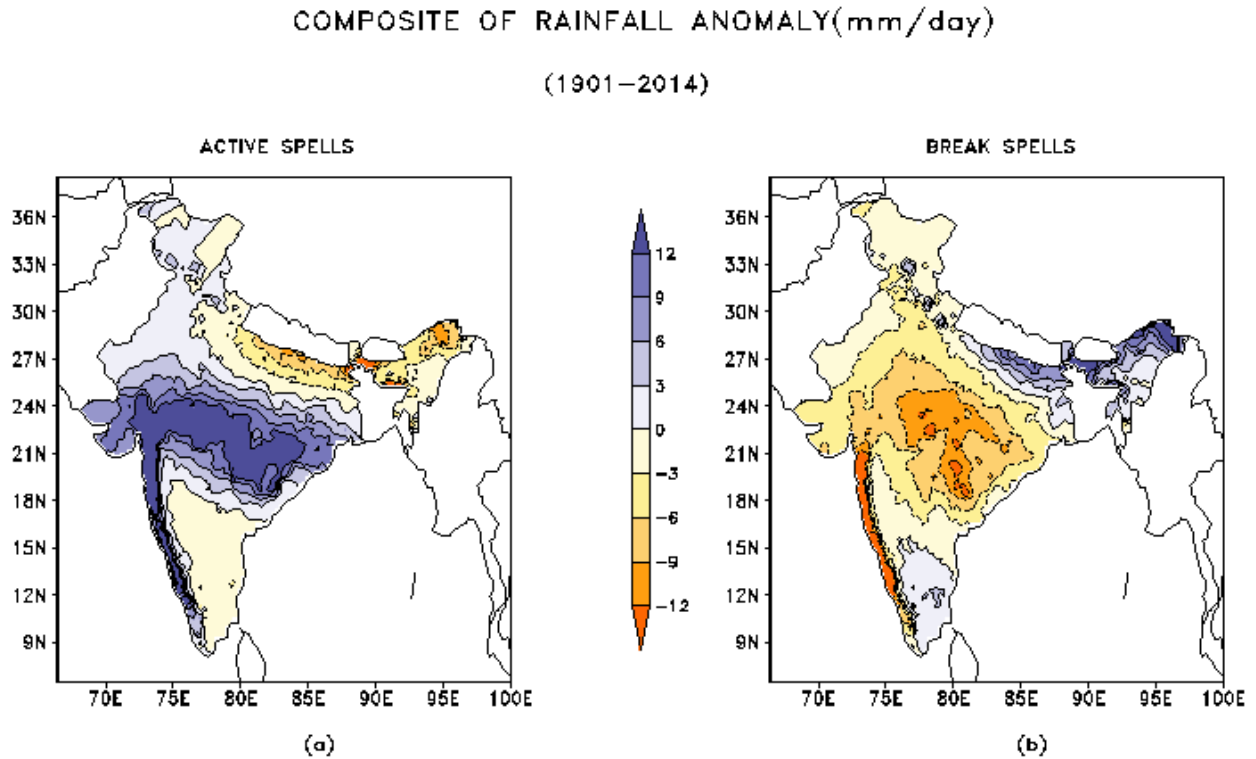 COMPOSITE OF RAINFALL ANOMALY(mm/day)
(1901-2014)
ACTIVE SPELLS
36N
33N
30N
27N
24N
21N
18N
15N
12N
9N
70E 75E 80E 85E 90E 95E 100E
(a)
12
9
6
3
0
-3
-6
-9
-12
BREAK SPELLS
36N
33N
30N
27N
24N
21N
18N
15N
12N
9N
70E 75E 80E 85E 90E 95E 100E
(b)